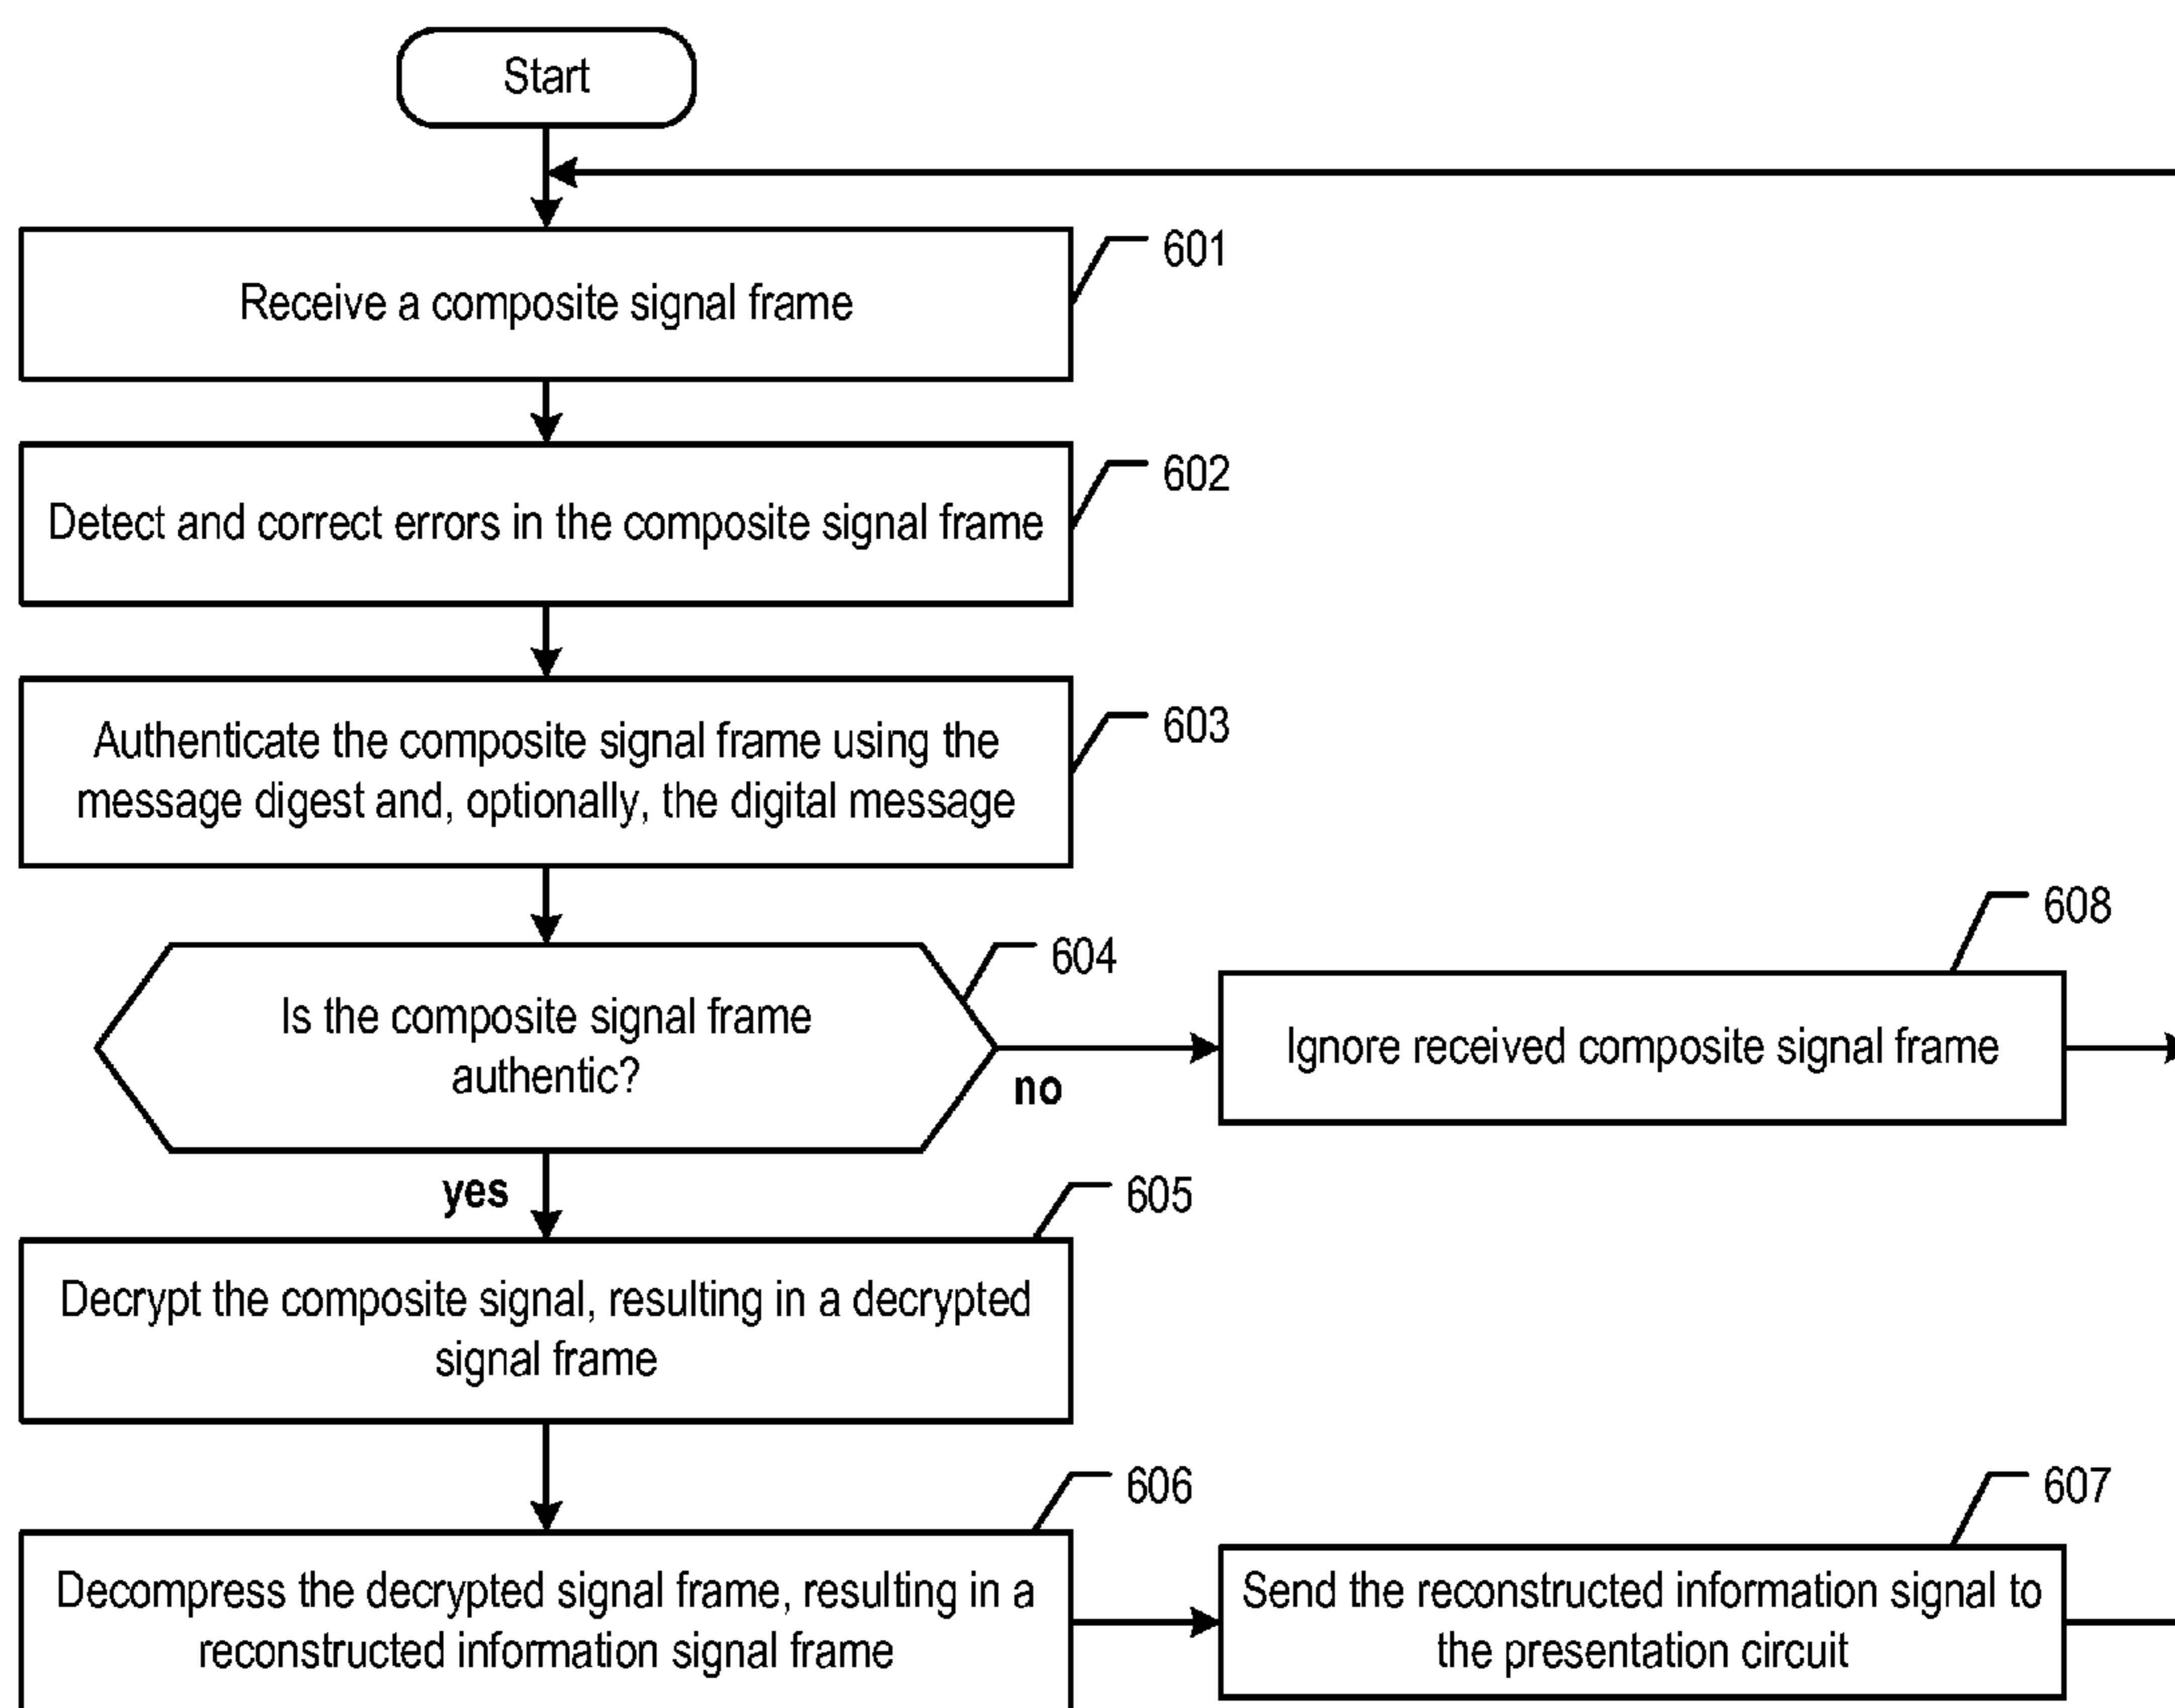 Start
601
Receive a composite signal frame
602
Detect and correct errors in the composite signal frame
603
Authenticate the composite signal frame using the
message digest and, optionally, the digital message
608
604
Is the composite signal frame
authentic?
Ignore received composite signal frame
no
yes
605
Decrypt the composite signal, resulting in a decrypted
signal frame
606
607
Decompress the decrypted signal frame, resulting in a
reconstructed information signal frame
Send the reconstructed information signal to
the presentation circuit